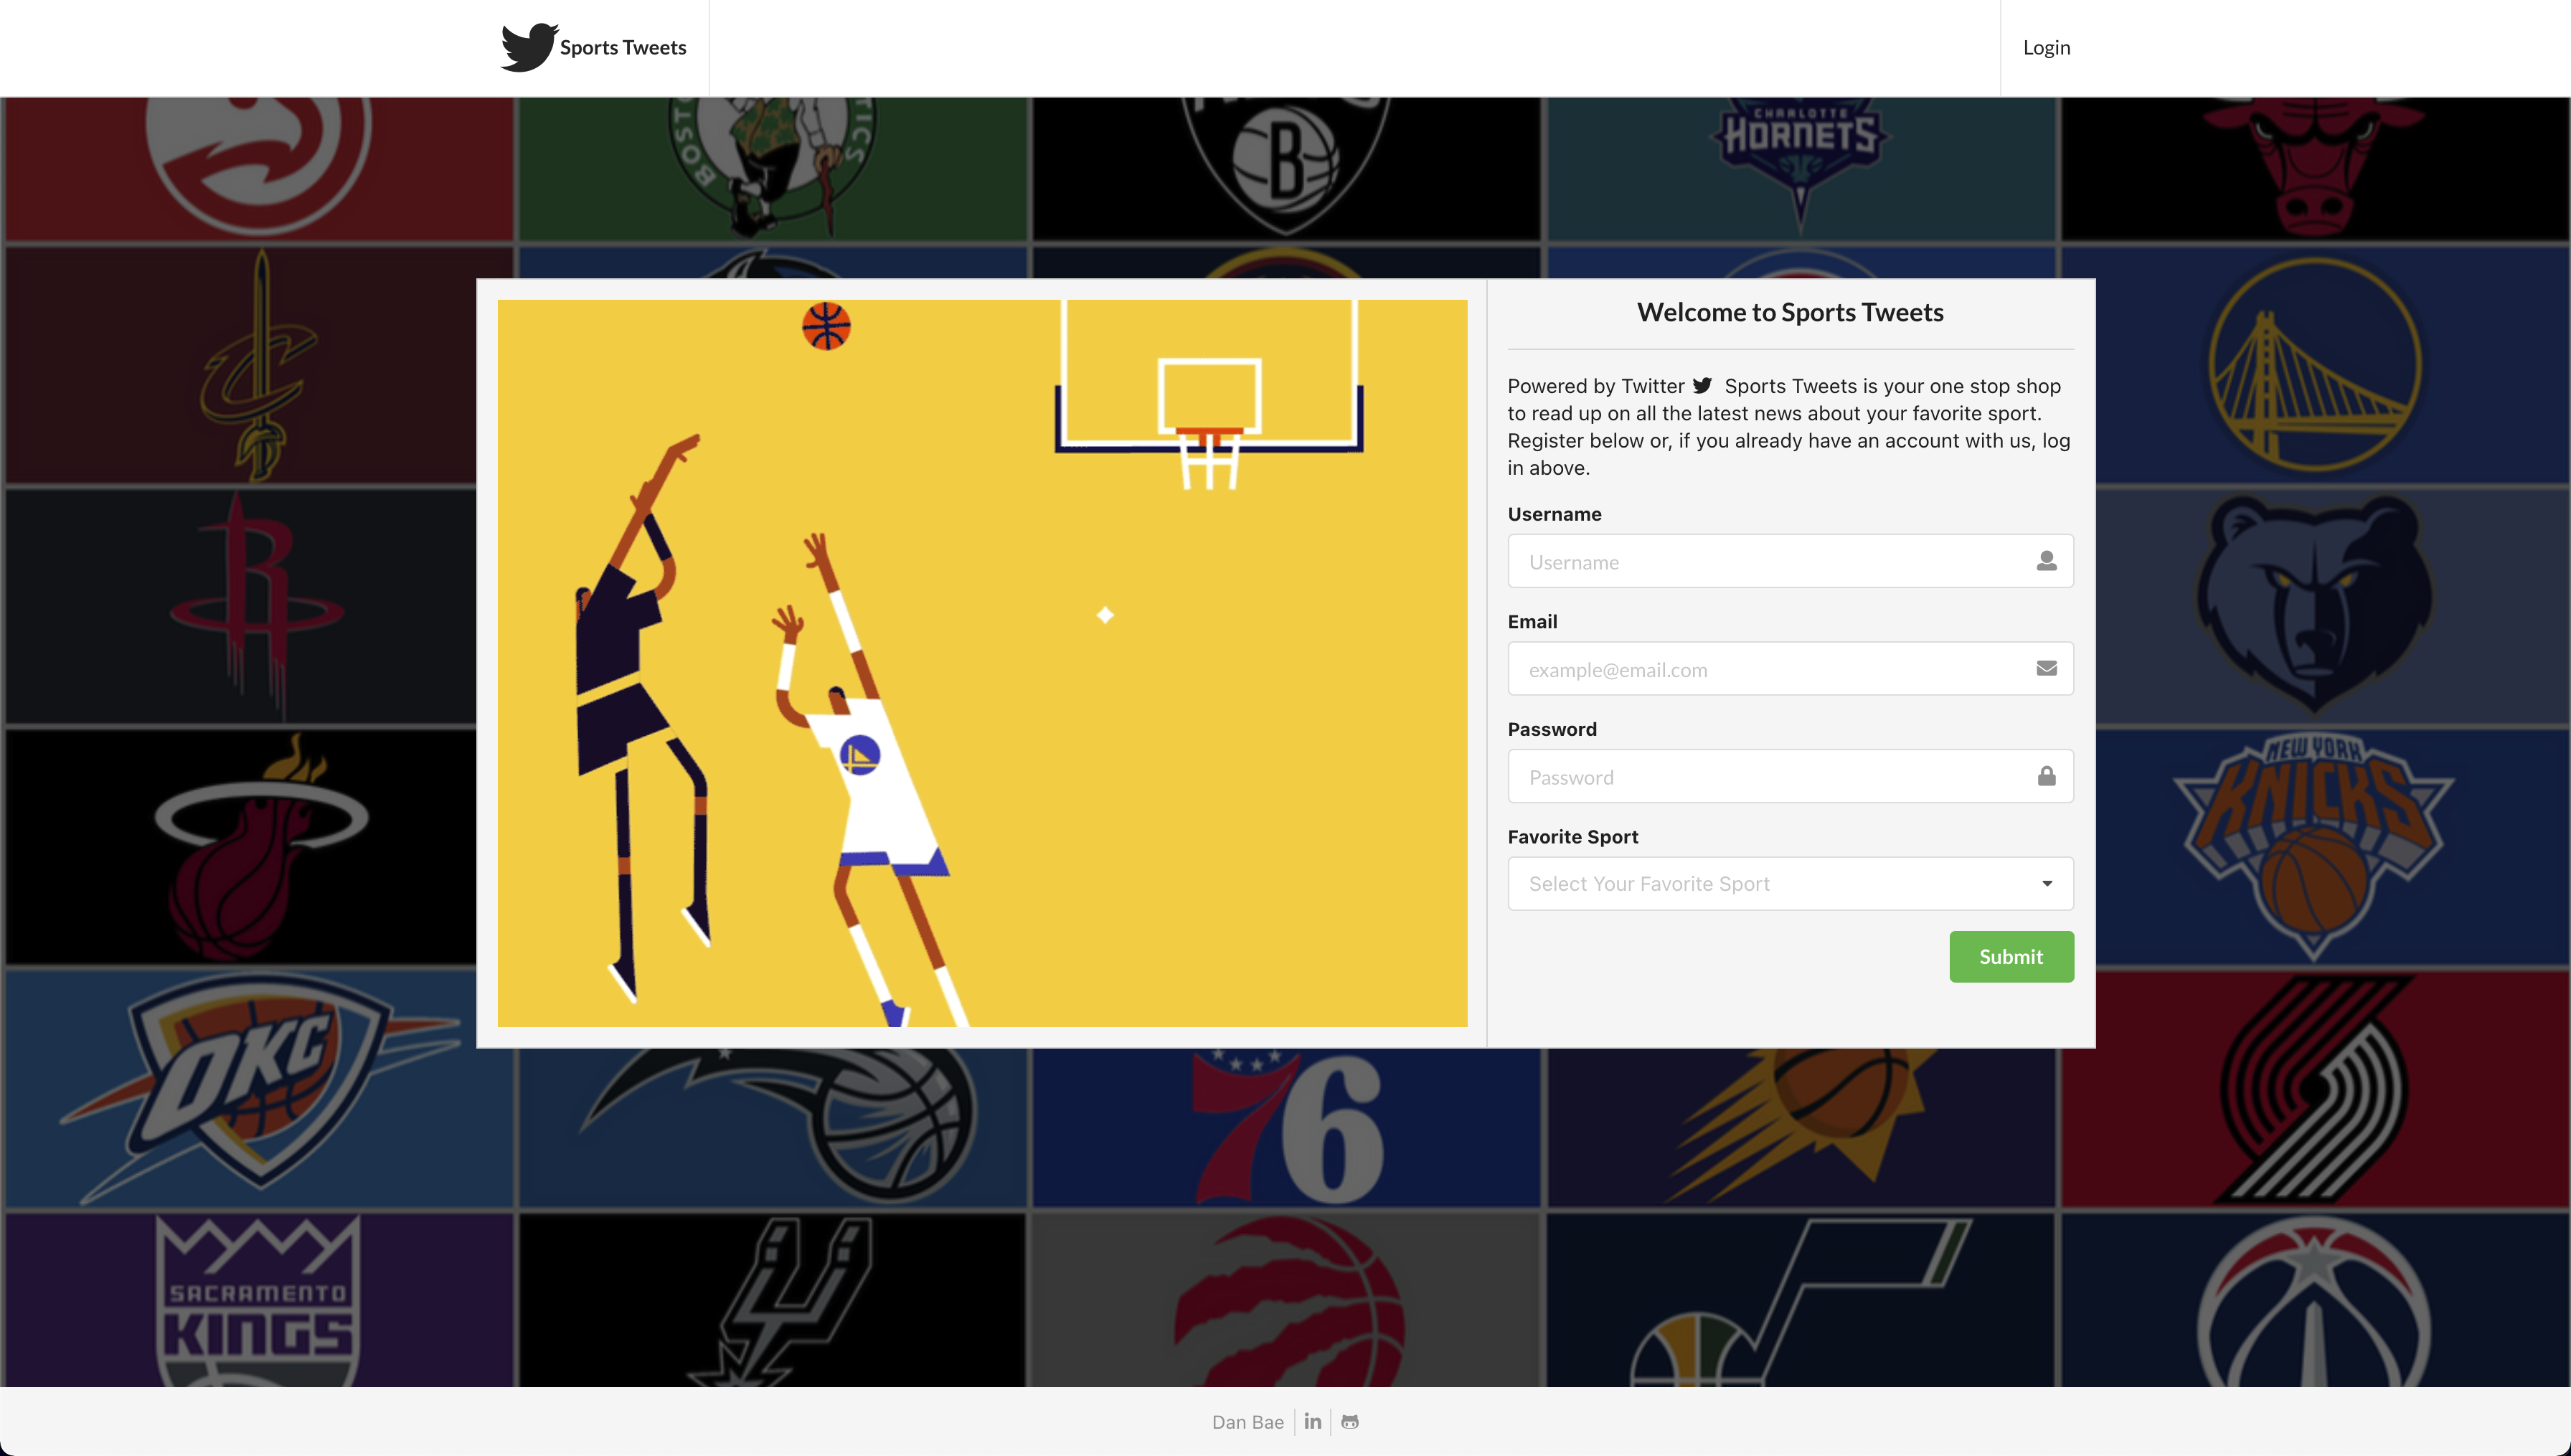 Sports Tweets
Login
BOST
TICS
B
CHARLOTTE
HORNETS
Welcome to Sports Tweets
Powered by Twitter Sports Tweets is your one stop shop
to read up on all the latest news about your favorite sport.
Register below or, if you already have an account with us, log
in above.
Username
Username
Email
example@email.com
Password
Password
Favorite Sport
Select Your Favorite Sport
Submit
C
R
NEW YORK
KNICKS
OKC
76
SACRAMENTO
KINGS
Dan Bae
in